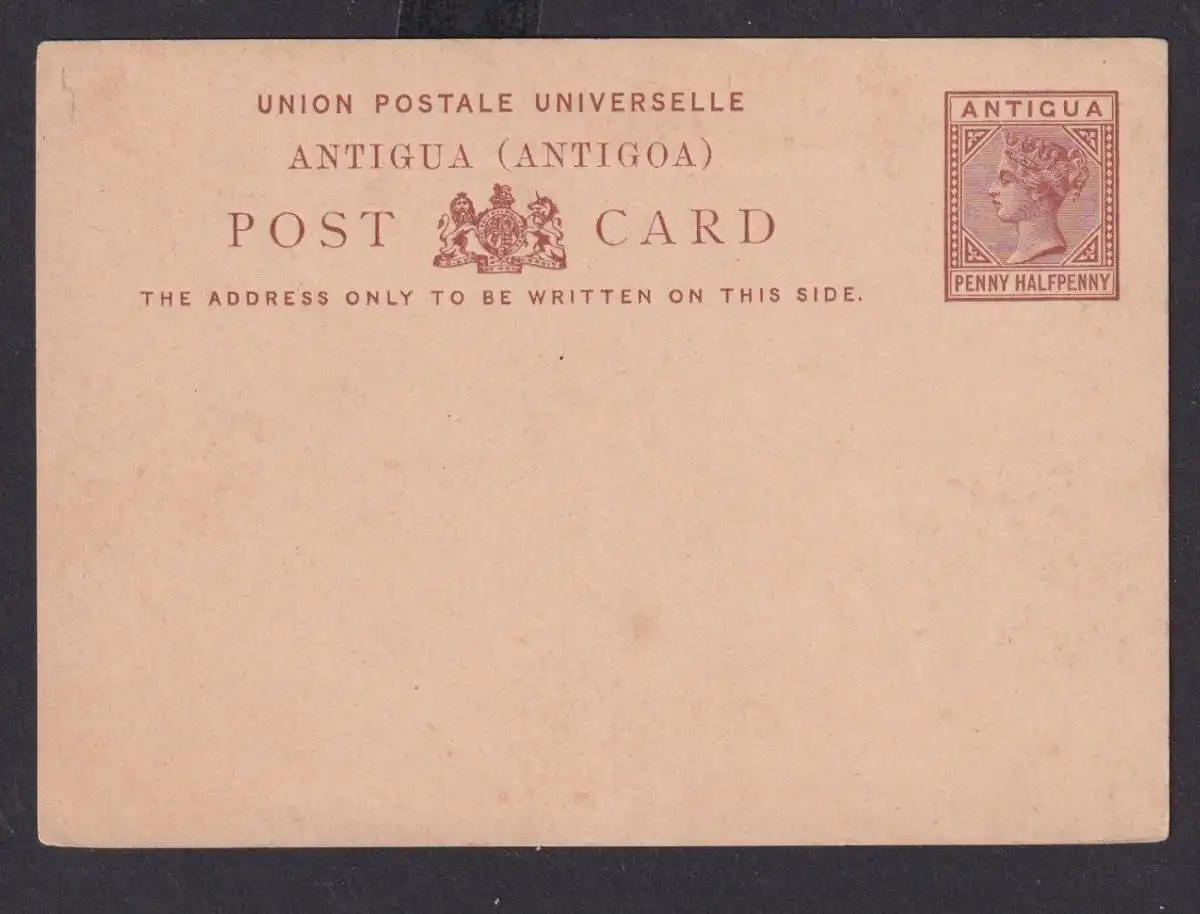 UNION POSTALE UNIVERSELLE
ANTIGUA (ANTIGOA)
POST CARD
THE ADDRESS ONLY TO BE WRITTEN ON THIS SIDE.
ANTIGUA
PENNY HALFPENNY